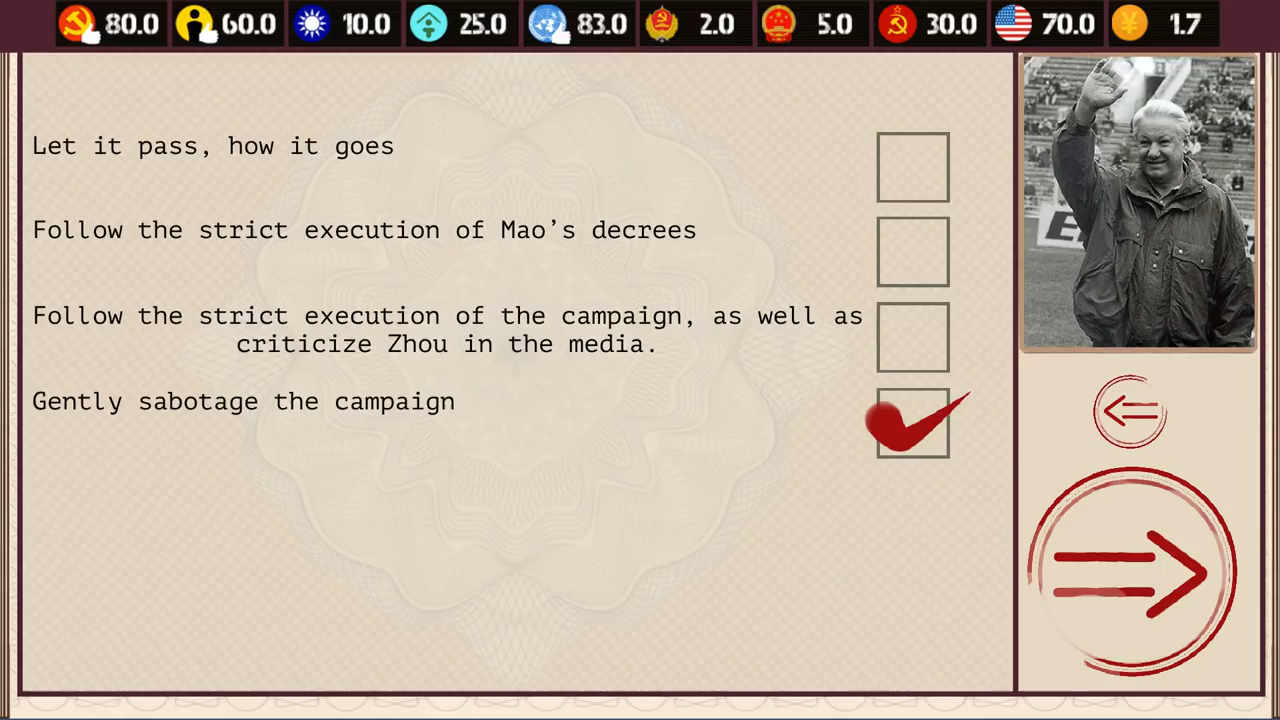 80.0 60.0 10.0 25.0 83.0 2.0 5.0 30.0 70.0 1.7
Let it pass, how it goes
Follow the strict execution of Mao's decrees
Follow the strict execution of the campaign, as well as
criticize Zhou in the media.
Gently sabotage the campaign